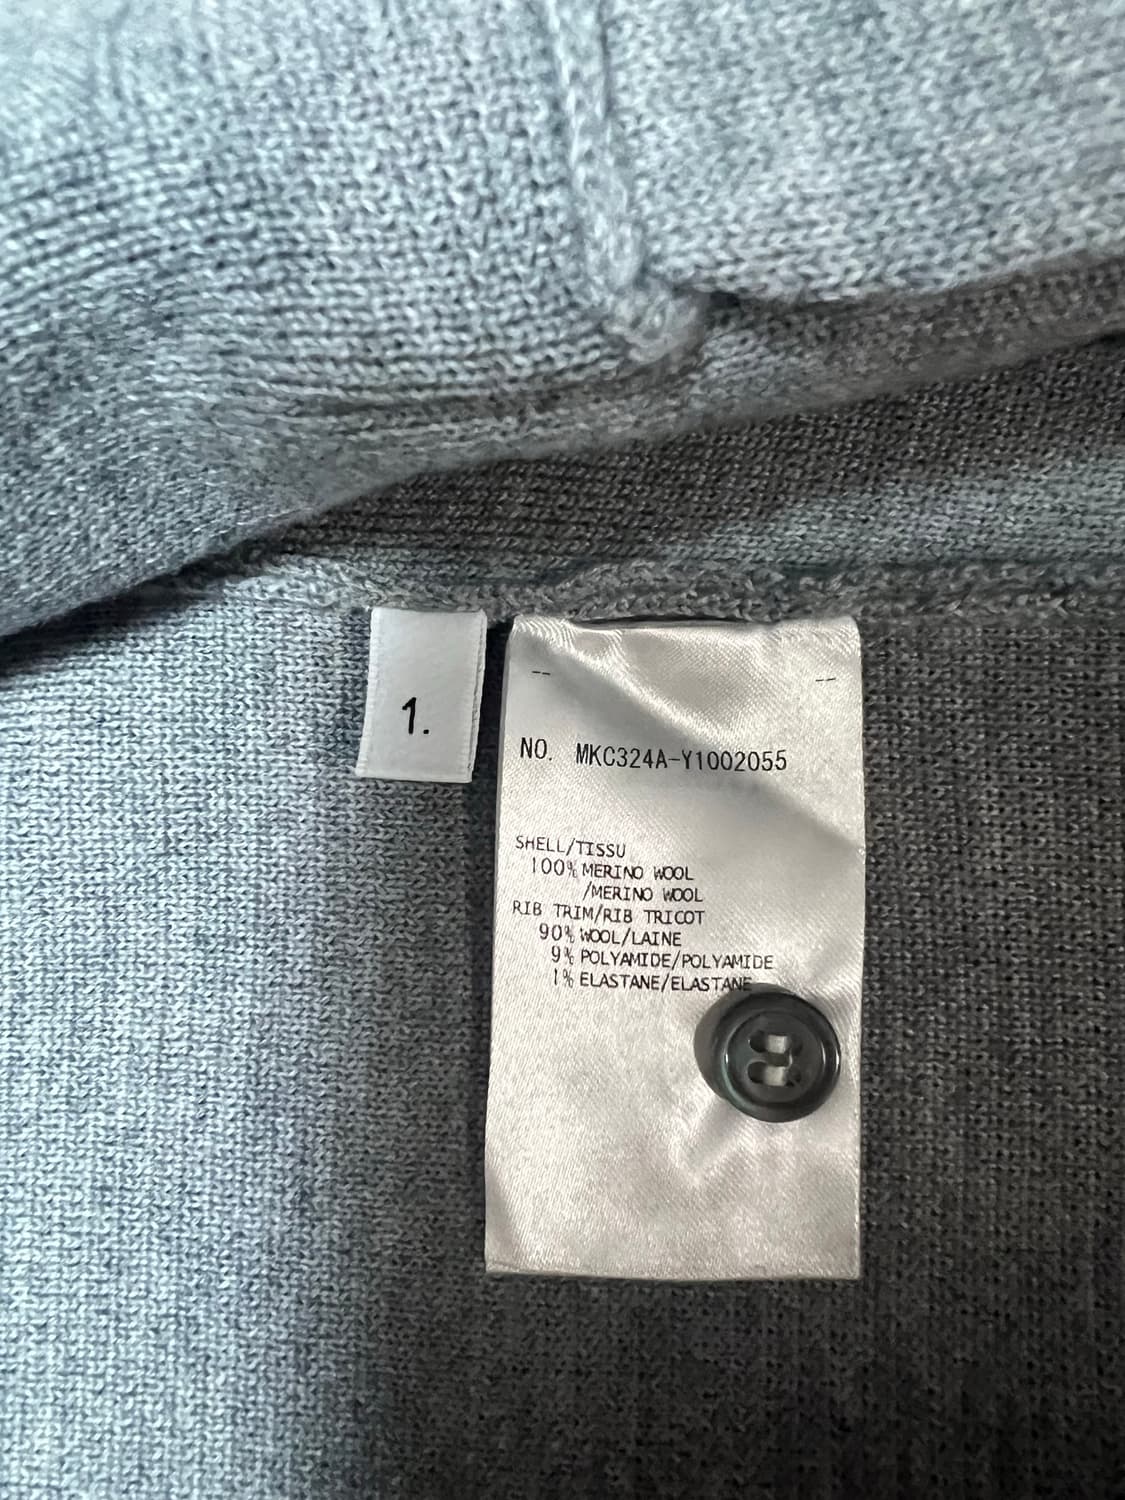 1.
-- --
NO. MKC324A-Y1002055
SHELL/TISSU
100% MERINO WOOL
/MERINO WOOL
RIB TRIM/RIB TRICOT
90% WOOL/LAINE
9% POLYAMIDE/POLYAMIDE
1% ELASTANE/ELASTANE